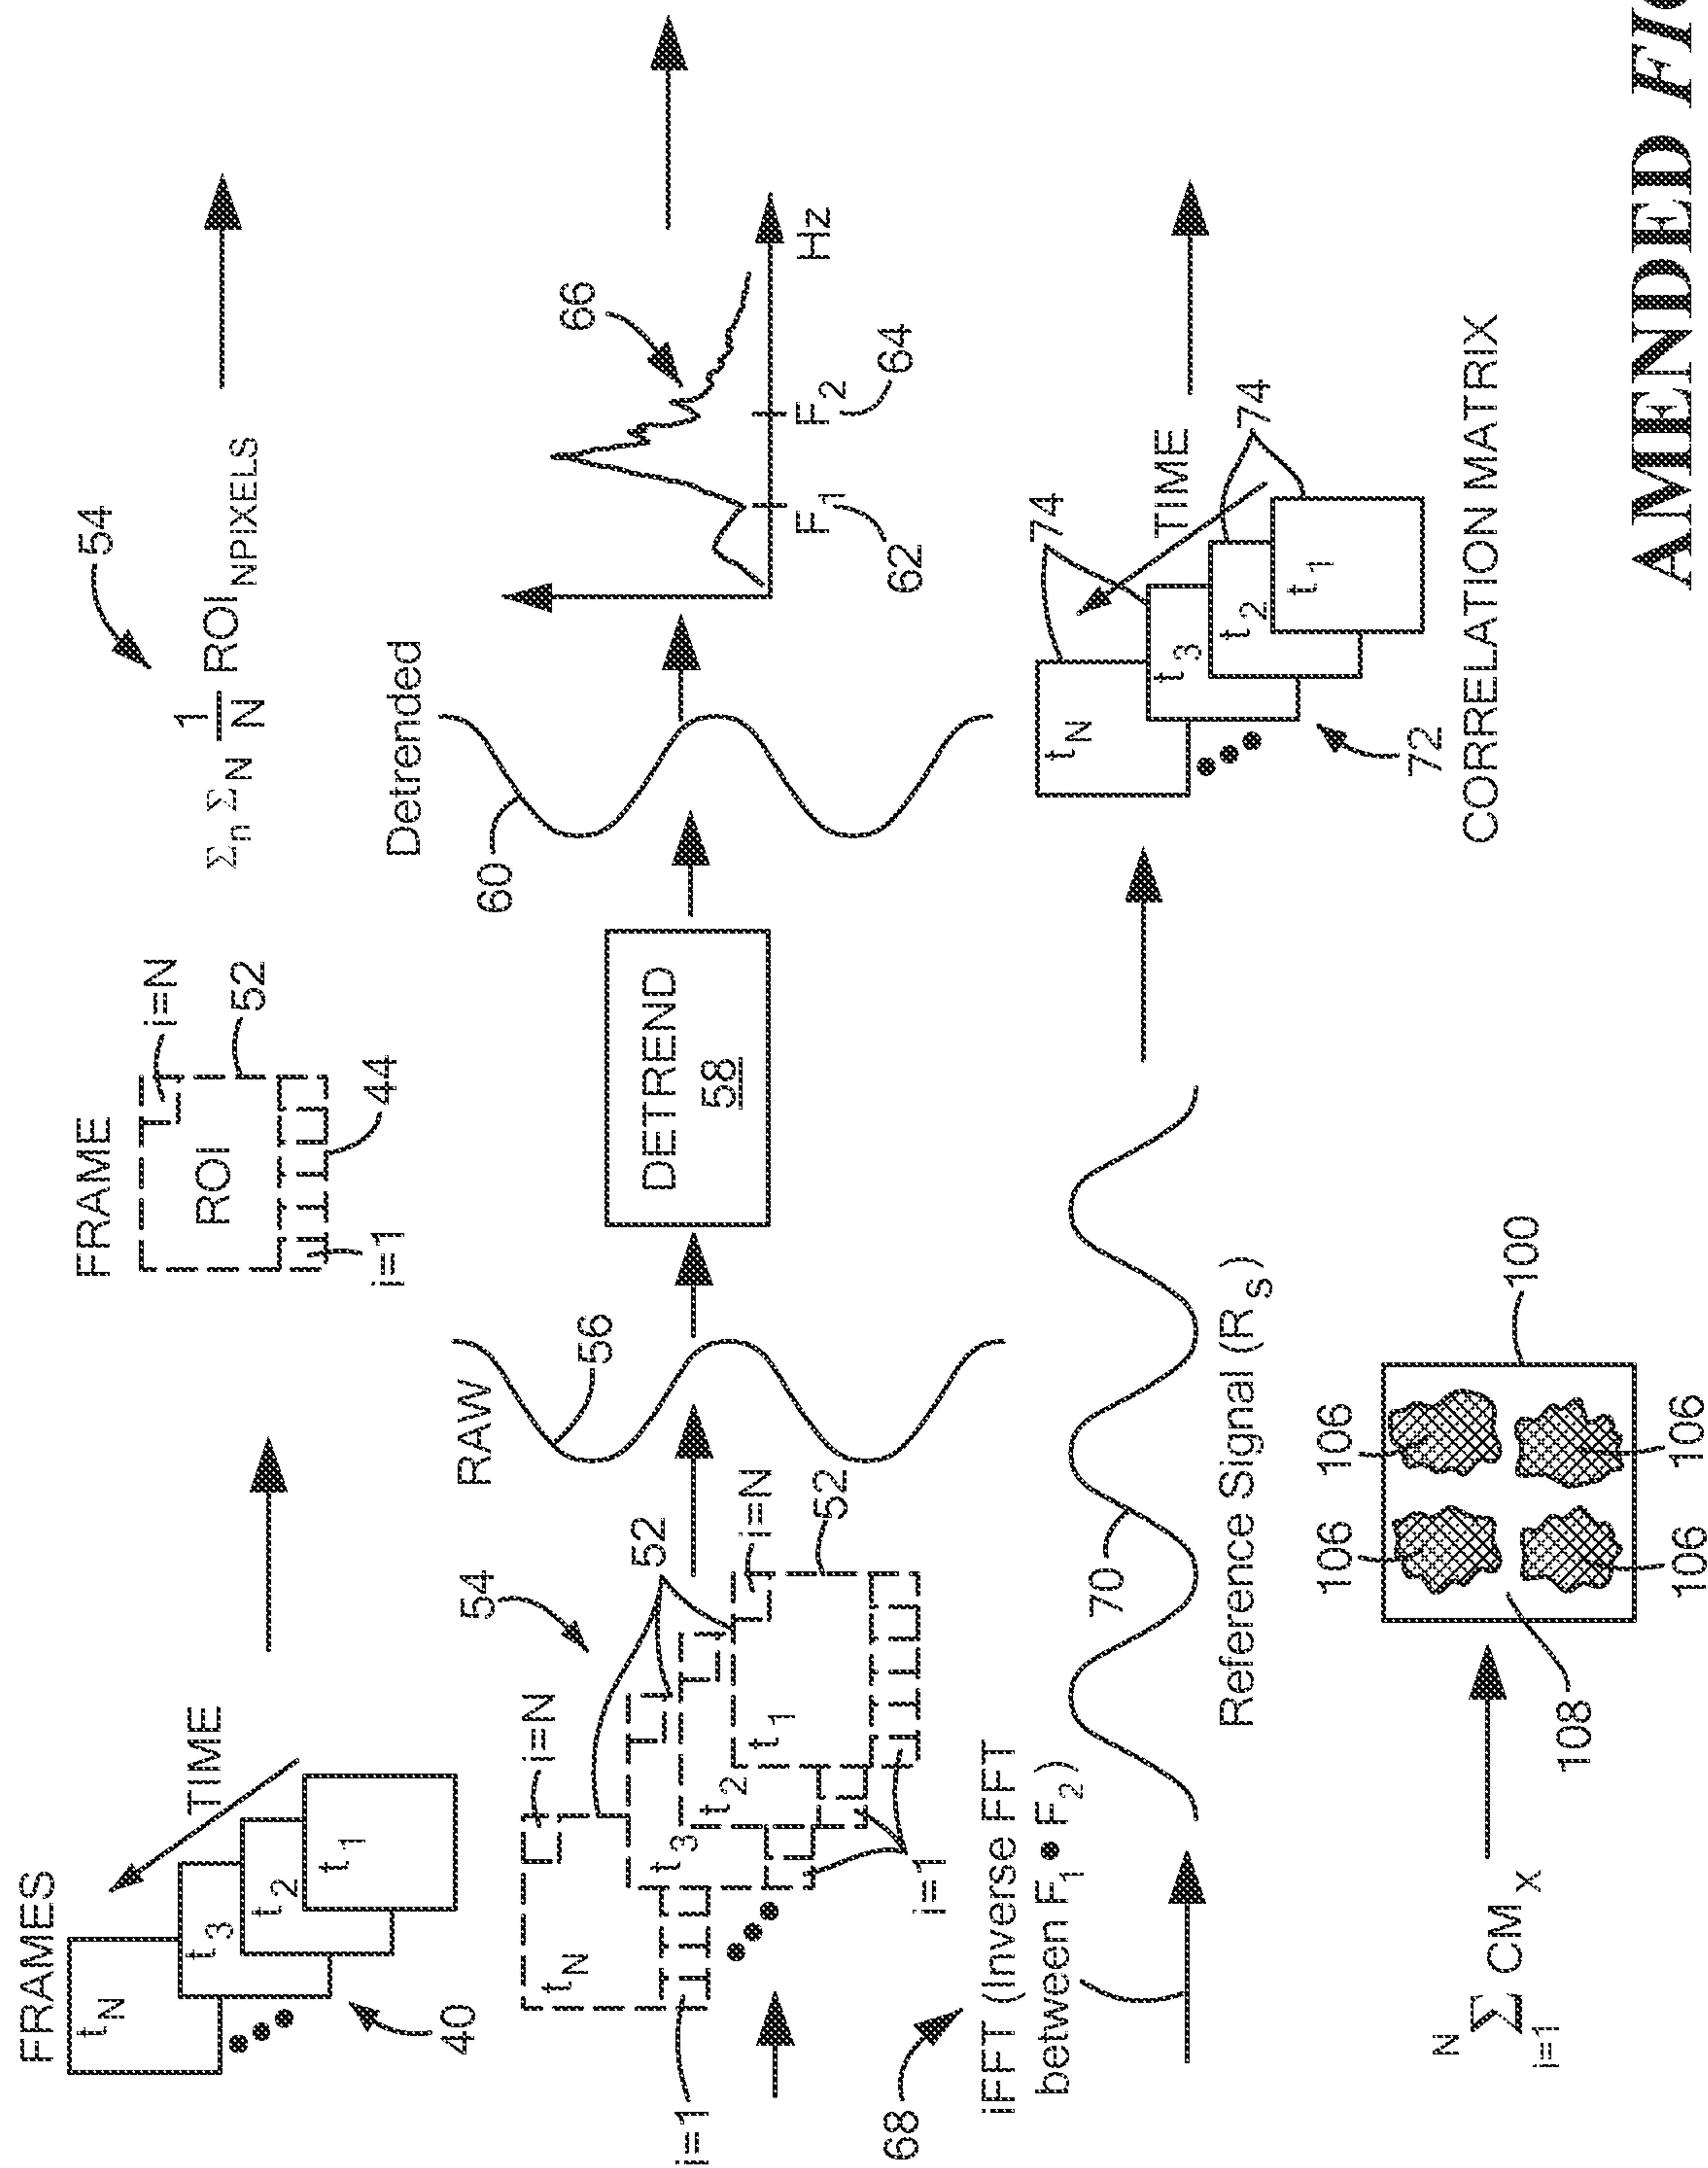 FRAMES
TIME
tN
t3
t2
t1
40
FRAME
i=N
ROI
52
44
i=1
54
Σn ΣN 1/N ROI NPIXELS
54
i=N
52
tN
t3
t2
t1
i=N
52
i=1
i=1
RAW
56
DETREND
58
Detrended
60
66
Hz
F1
F2
62
64
68
iFFT (Inverse FFT
between F1 • F2)
70
Reference Signal (Rs)
74
TIME
tN
t3
t2
t1
74
72
CORRELATION MATRIX
N
Σ CMx
i=1
106
106
100
108
106
106
AMENDED